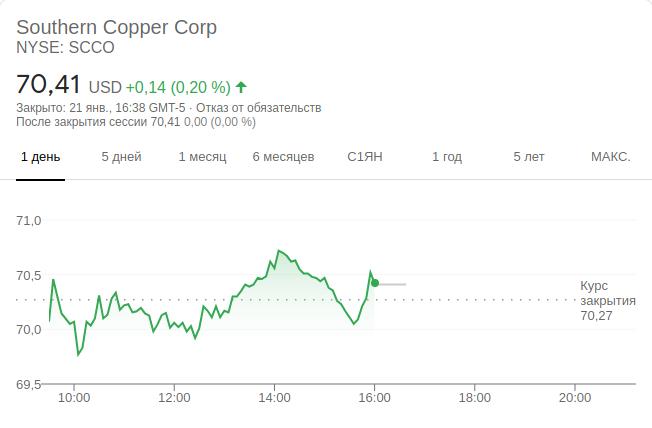 Southern Copper Corp
NYSE: SCCO
70,41 USD +0,14 (0,20 %)
Закрыто: 21 янв., 16:38 GMT-5 · Отказ от обязательств
После закрытия сессии 70,41 0,00 (0,00 %)
1 день 5 дней 1 месяц 6 месяцев С1ЯН 1 год 5 лет МАКС.
71,0
70,5
Курс
закрытия
70,27
70,0
69,5
10:00 12:00 14:00 16:00 18:00 20:00